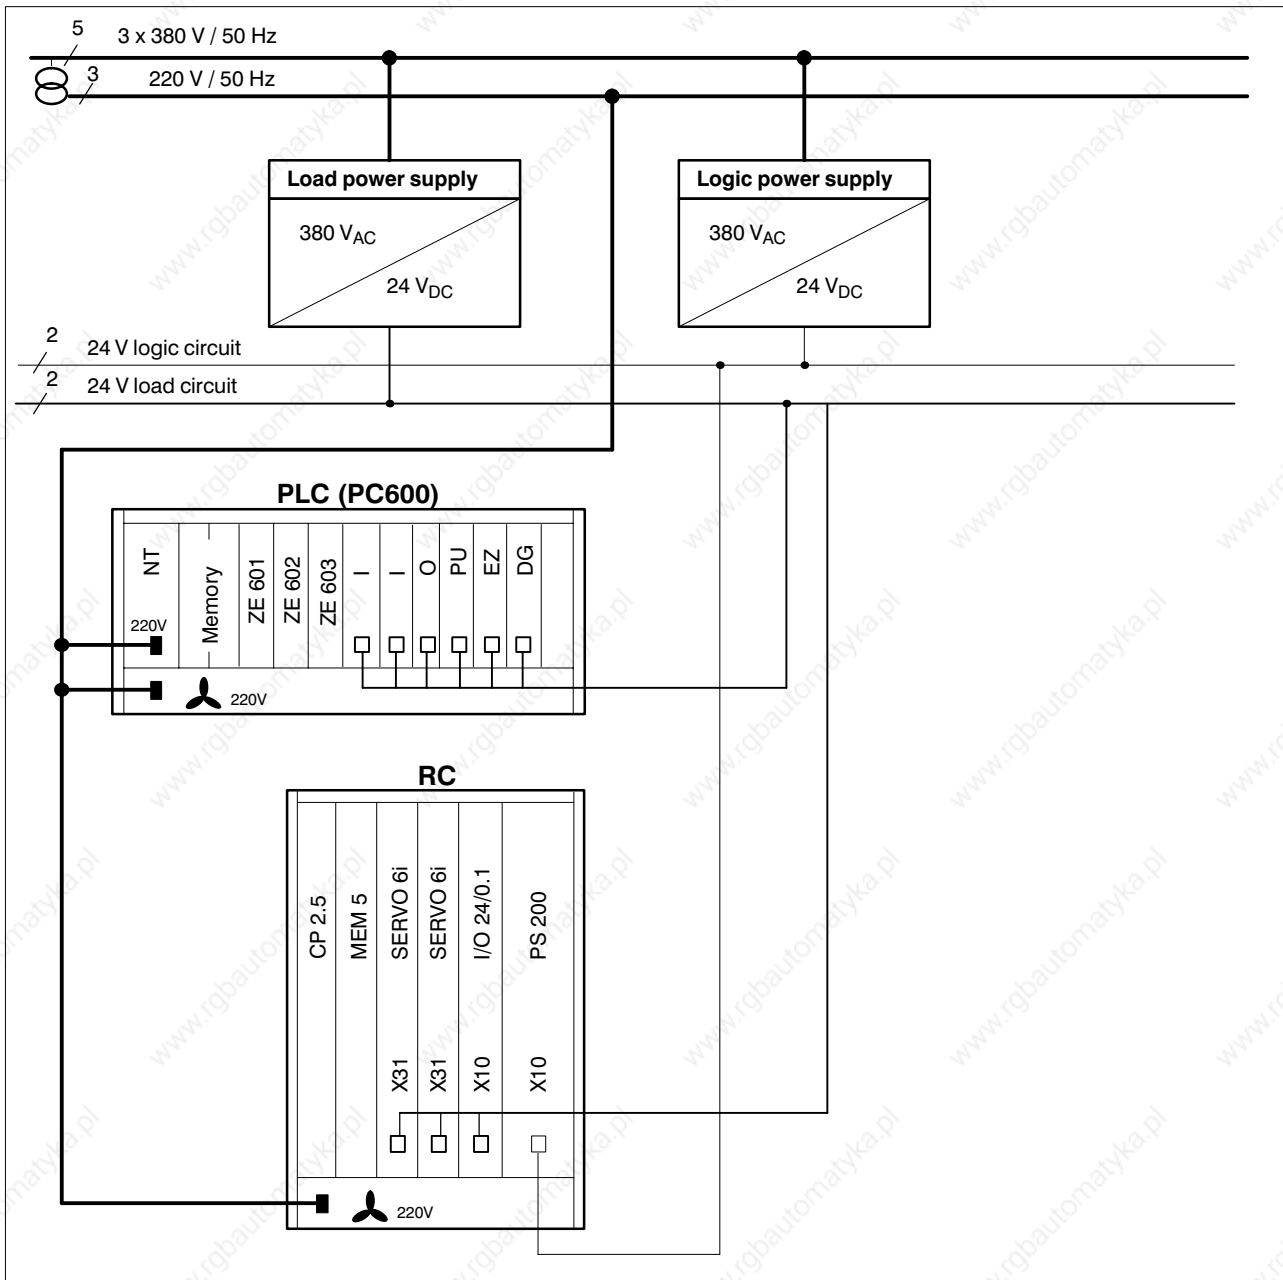 5
3 x 380 V / 50 Hz
3
220 V / 50 Hz
Load power supply
380 VAC
24 VDC
Logic power supply
380 VAC
24 VDC
2
24 V logic circuit
2
24 V load circuit
PLC (PC600)
NT
Memory
ZE 601
ZE 602
ZE 603
I
I
O
PU
EZ
DG
220V
220V
RC
CP 2.5
MEM 5
SERVO 6i
SERVO 6i
I/O 24/0.1
PS 200
X31
X31
X10
X10
220V
www.rgbautomatyka.pl